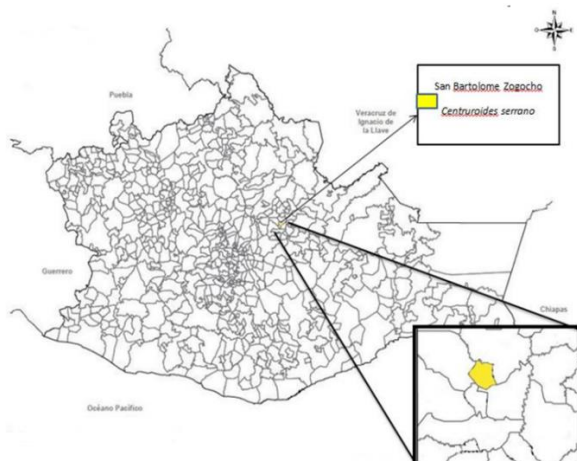 N
O
E
S
Puebla
San Bartolome Zogocho
Centruroides serrano
Veracruz de
Ignacio de
la Llave
Guerrero
Chiapas
Océano Pacífico